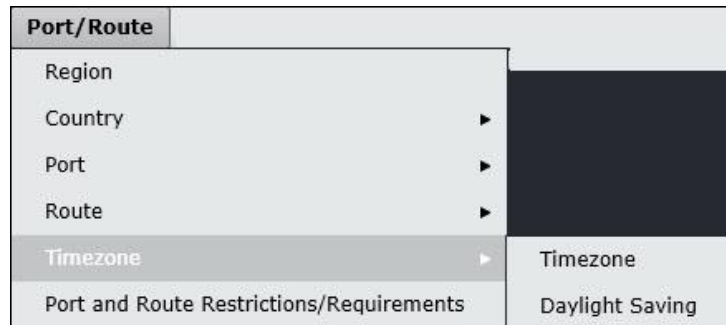 Port/Route
Region
Country
Port
Route
Timezone
Timezone
Port and Route Restrictions/Requirements
Daylight Saving